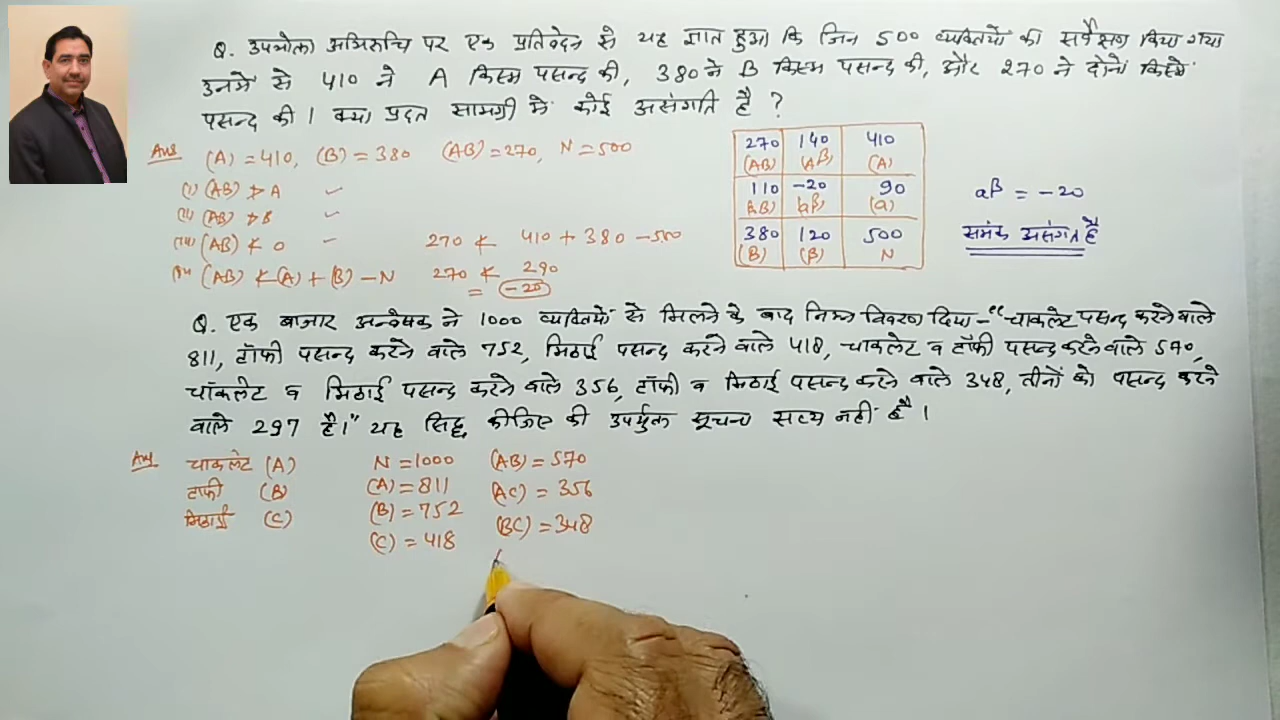 Q. उपभोक्ता अभिरुचि पर एक प्रतिवेदन से यह ज्ञात हुआ कि जिन 500 व्यक्तियों का सर्वेक्षण किया गया
उनमें से 410 ने A किस्म पसन्द की, 380 ने B किस्म पसन्द की, और 270 ने दोनों किस्में
पसन्द की। क्या प्रदत्त सामग्री में कोई असंगति है ?
Ans (A) = 410, (B) = 380 (AB) = 270, N = 500
(i) (AB) ≯ A ✓
(ii) (AB) ≯ B ✓
(iii) (AB) ≮ 0 ✓ 270 ≮ 410 + 380 - 500
(iv) (AB) ≮ (A) + (B) - N 270 ≮ 290
= -20
270 140 410
(AB) (Aβ) (A)
110 -20 90
(aB) (aβ) (a)
380 120 500
(B) (β) N
aβ = -20
समंक असंगत है
Q. एक बाजार अन्वेषक ने 1000 व्यक्तियों से मिलने के बाद निम्न विवरण दिया - "चाकलेट पसन्द करने वाले
811, टॉफी पसन्द करने वाले 752, मिठाई पसन्द करने वाले 418, चाकलेट व टॉफी पसन्द करने वाले 570,
चॉकलेट व मिठाई पसन्द करने वाले 356, टॉफी व मिठाई पसन्द करने वाले 348, तीनों को पसन्द करने
वाले 297 है।" यह सिद्ध कीजिए की उपर्युक्त सूचना सत्य नहीं है।
Ans चाकलेट (A) N = 1000 (AB) = 570
टाफी (B) (A) = 811 (AC) = 356
मिठाई (C) (B) = 752 (BC) = 348
(C) = 418